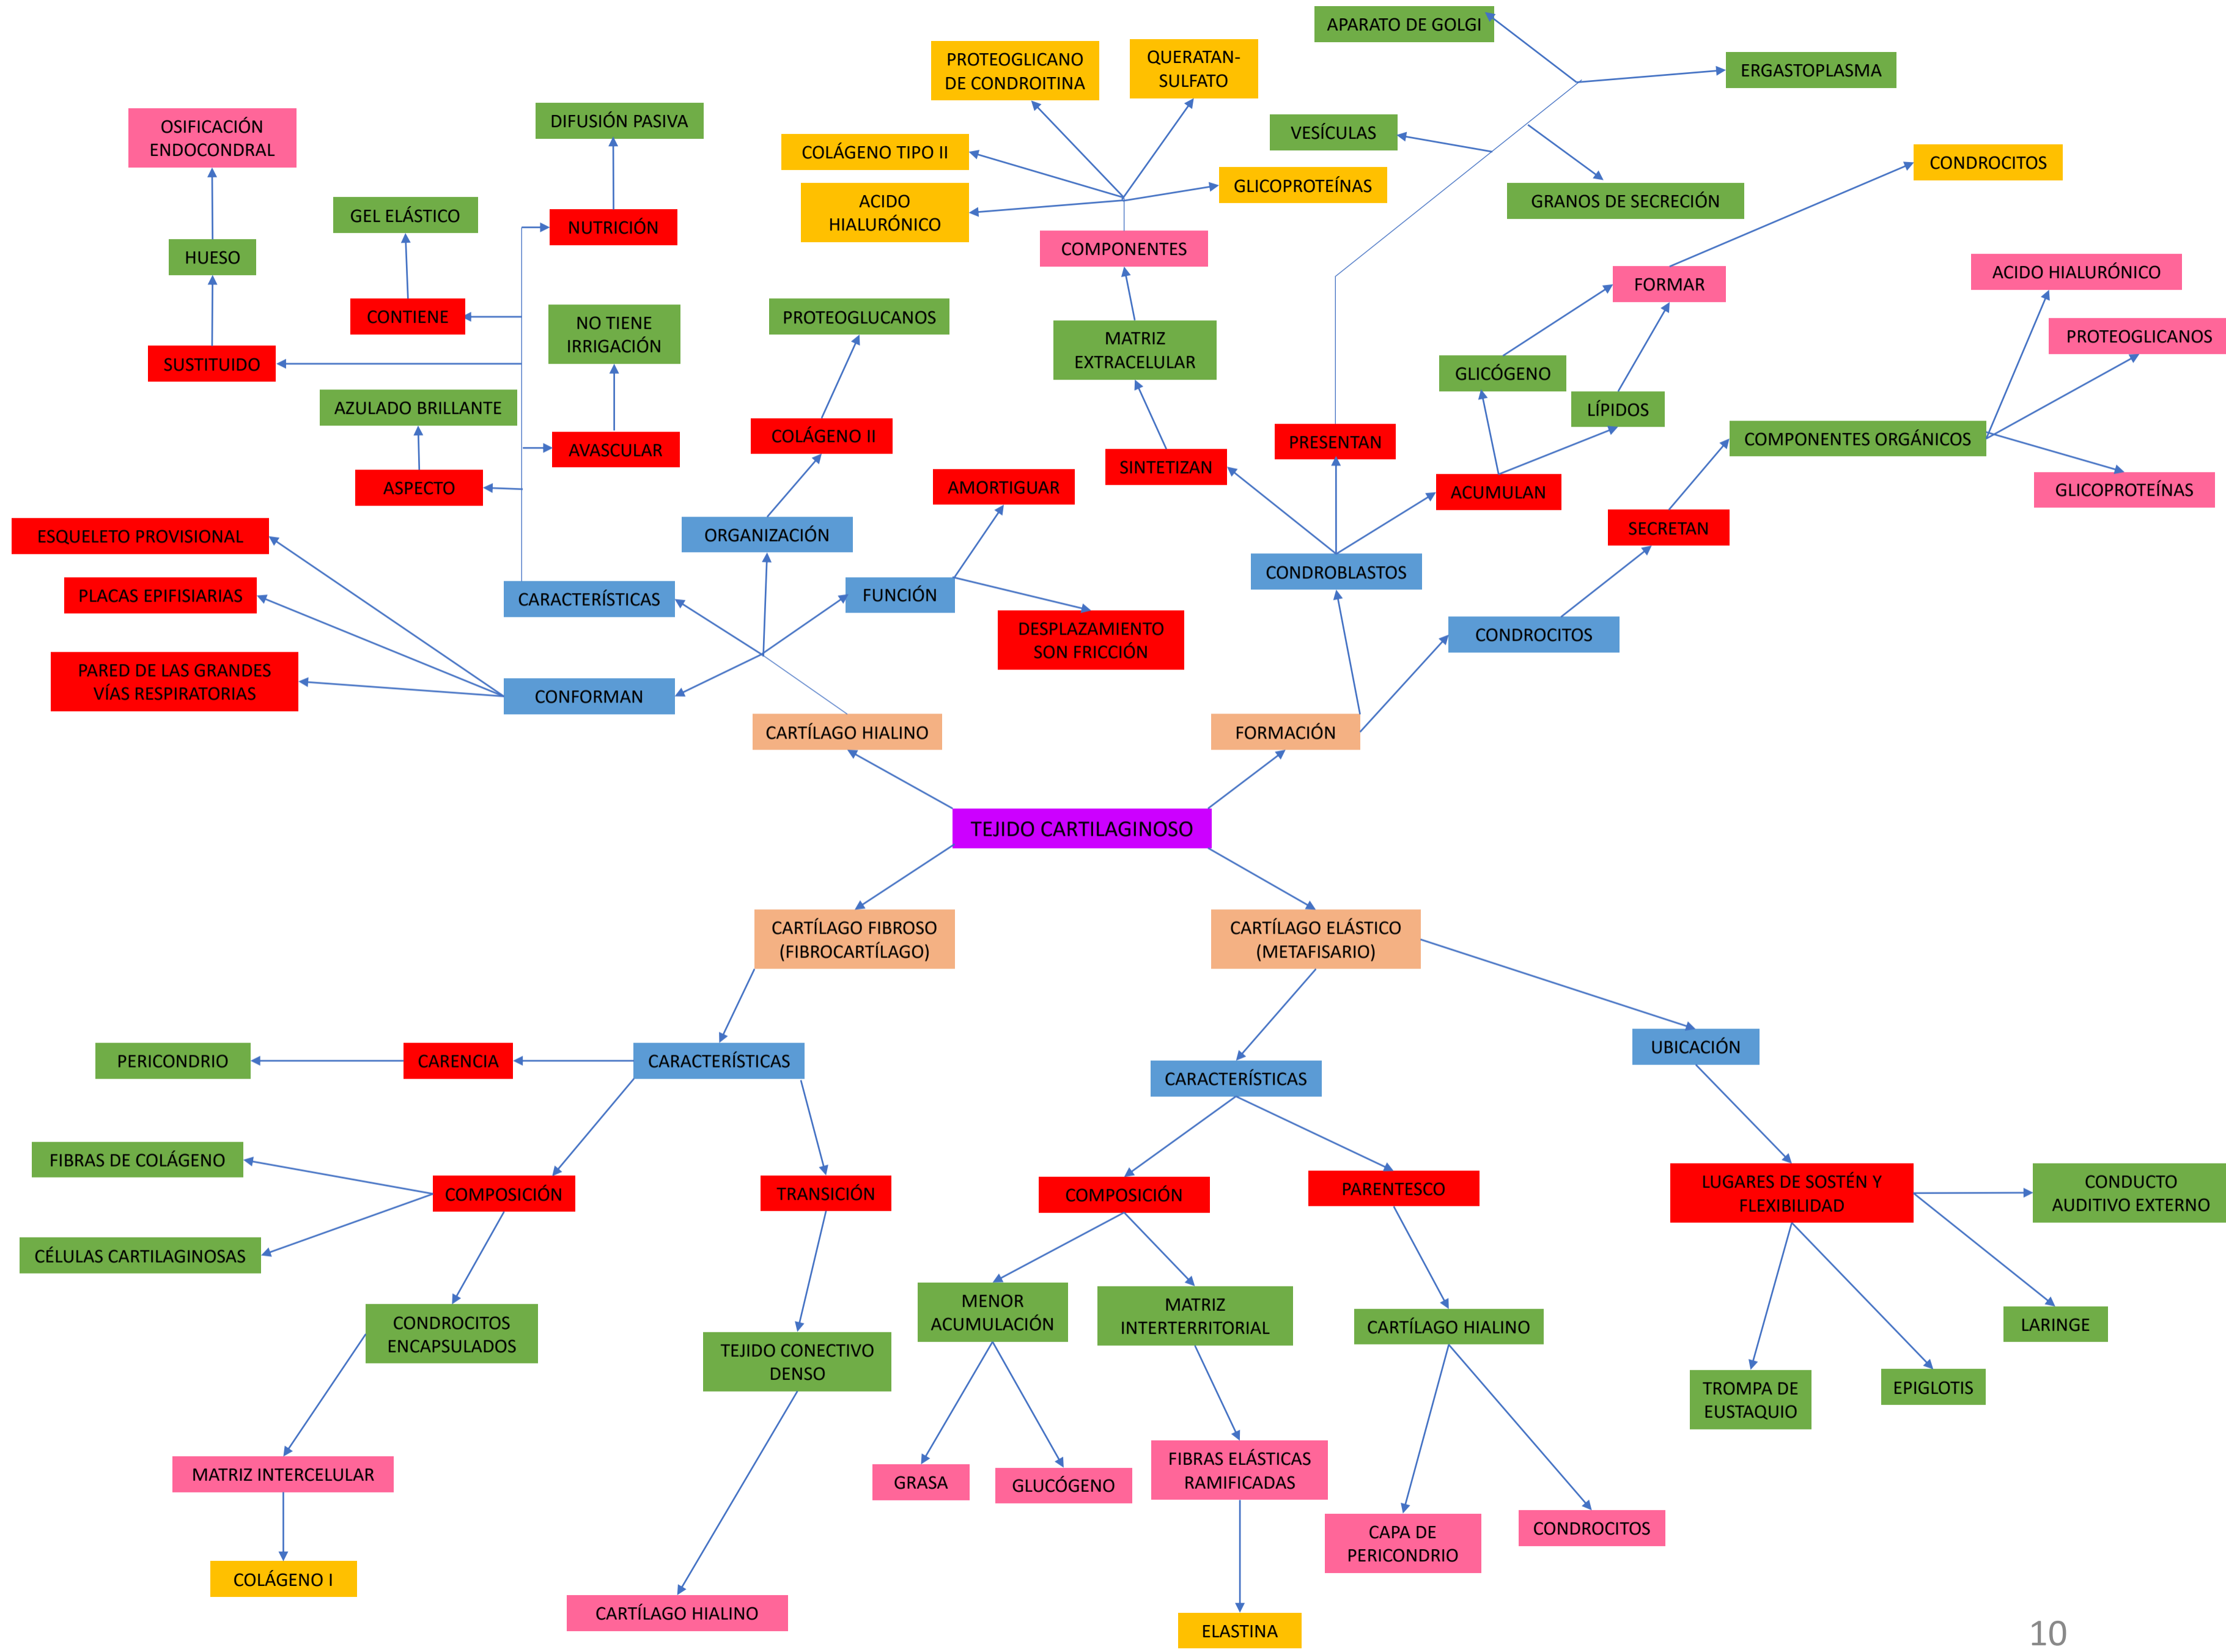 APARATO DE GOLGI
PROTEOGLICANO
DE CONDROITINA
QUERATAN-
SULFATO
ERGASTOPLASMA
OSIFICACIÓN
ENDOCONDRAL
DIFUSIÓN PASIVA
VESÍCULAS
COLÁGENO TIPO II
CONDROCITOS
GLICOPROTEÍNAS
ACIDO
HIALURÓNICO
GRANOS DE SECRECIÓN
GEL ELÁSTICO
NUTRICIÓN
COMPONENTES
HUESO
ACIDO HIALURÓNICO
FORMAR
CONTIENE
PROTEOGLUCANOS
NO TIENE
IRRIGACIÓN
MATRIZ
EXTRACELULAR
PROTEOGLICANOS
SUSTITUIDO
GLICÓGENO
AZULADO BRILLANTE
LÍPIDOS
COLÁGENO II
PRESENTAN
COMPONENTES ORGÁNICOS
AVASCULAR
SINTETIZAN
ASPECTO
AMORTIGUAR
ACUMULAN
GLICOPROTEÍNAS
ESQUELETO PROVISIONAL
ORGANIZACIÓN
SECRETAN
CONDROBLASTOS
PLACAS EPIFISIARIAS
CARACTERÍSTICAS
FUNCIÓN
DESPLAZAMIENTO
SON FRICCIÓN
CONDROCITOS
PARED DE LAS GRANDES
VÍAS RESPIRATORIAS
CONFORMAN
CARTÍLAGO HIALINO
FORMACIÓN
TEJIDO CARTILAGINOSO
CARTÍLAGO FIBROSO
(FIBROCARTÍLAGO)
CARTÍLAGO ELÁSTICO
(METAFISARIO)
PERICONDRIO
CARENCIA
CARACTERÍSTICAS
CARACTERÍSTICAS
UBICACIÓN
FIBRAS DE COLÁGENO
COMPOSICIÓN
TRANSICIÓN
COMPOSICIÓN
PARENTESCO
LUGARES DE SOSTÉN Y
FLEXIBILIDAD
CONDUCTO
AUDITIVO EXTERNO
CÉLULAS CARTILAGINOSAS
CONDROCITOS
ENCAPSULADOS
MENOR
ACUMULACIÓN
MATRIZ
INTERTERRITORIAL
CARTÍLAGO HIALINO
LARINGE
TEJIDO CONECTIVO
DENSO
TROMPA DE
EUSTAQUIO
EPIGLOTIS
MATRIZ INTERCELULAR
GRASA
GLUCÓGENO
FIBRAS ELÁSTICAS
RAMIFICADAS
CAPA DE
PERICONDRIO
CONDROCITOS
COLÁGENO I
CARTÍLAGO HIALINO
ELASTINA
10